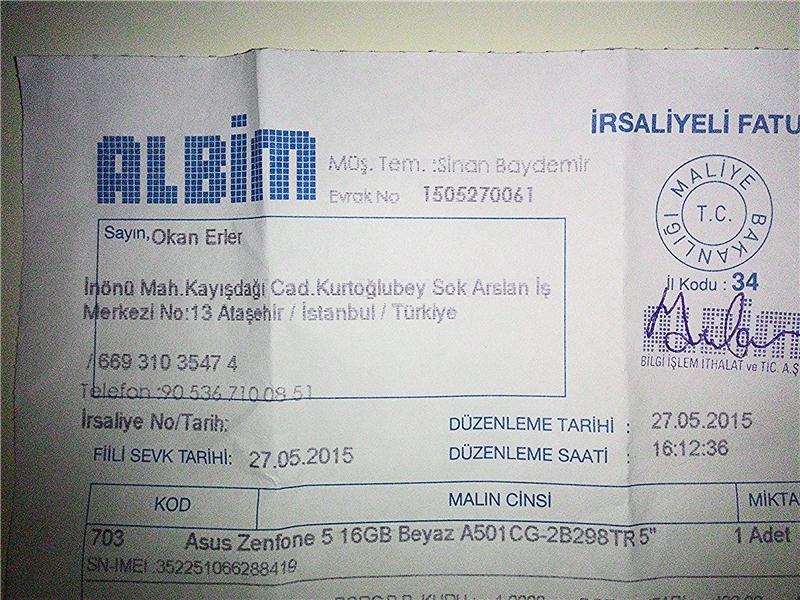 İRSALİYELİ FATU
ALBİM
Müş. Tem. :Sinan Baydemir
Evrak No 1505270061
MALİYE BAKANLIĞI
T.C.
Sayın, Okan Erler
İl Kodu : 34
İnönü Mah.Kayışdağı Cad.Kurtoğlubey Sok Arslan İş
Merkezi No:13 Ataşehir / İstanbul / Türkiye
BİLGİ İŞLEM İTHALAT ve TİC. A.Ş
/ 669 310 3547 4
Telefon :90 536 710 08 51
İrsaliye No/Tarih:
DÜZENLEME TARİHİ : 27.05.2015
FİİLİ SEVK TARİHİ: 27.05.2015
DÜZENLEME SAATİ : 16:12:36
KOD MALIN CİNSİ MİKTA
703 Asus Zenfone 5 16GB Beyaz A501CG-2B298TR 5" 1 Adet
SN-IMEI :352251066288419